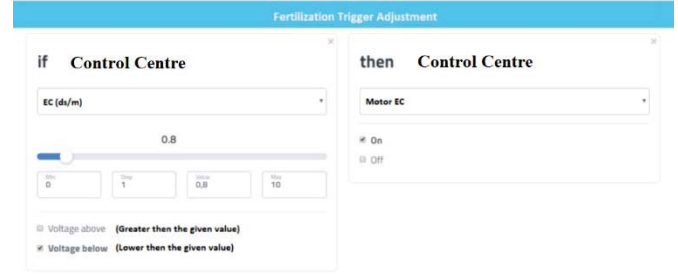 Fertilization Trigger Adjustment
×
if Control Centre
EC (ds/m)
0.8
Min
0
Step
1
Value
0,8
Max
10
Voltage above (Greater then the given value)
Voltage below (Lower then the given value)
×
then Control Centre
Motor EC
On
Off